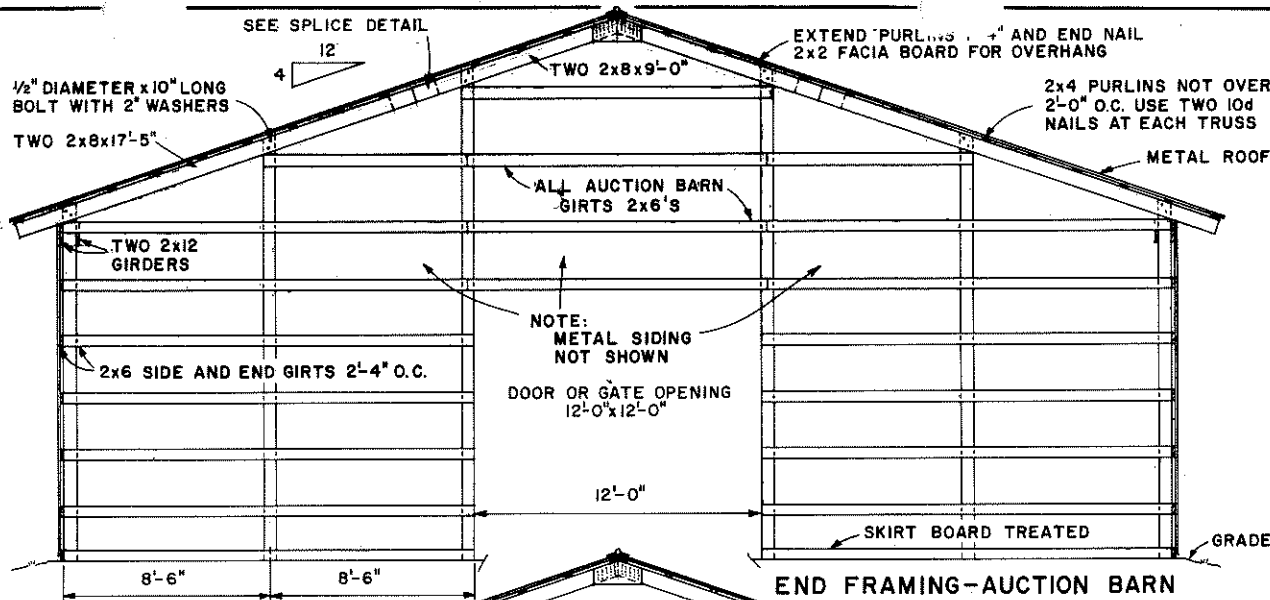 SEE SPLICE DETAIL
12
4
1/2" DIAMETER x 10" LONG
BOLT WITH 2" WASHERS
TWO 2x8x17'-5"
TWO 2x8x9'-0"
EXTEND PURLINS 4" AND END NAIL
2x2 FACIA BOARD FOR OVERHANG
2x4 PURLINS NOT OVER
2'-0" O.C. USE TWO 10d
NAILS AT EACH TRUSS
METAL ROOF
ALL AUCTION BARN
GIRTS 2x6'S
TWO 2x12
GIRDERS
NOTE:
METAL SIDING
NOT SHOWN
2x6 SIDE AND END GIRTS 2'-4" O.C.
DOOR OR GATE OPENING
12'-0"x12'-0"
12'-0"
SKIRT BOARD TREATED
GRADE
8'-6"
8'-6"
END FRAMING-AUCTION BARN